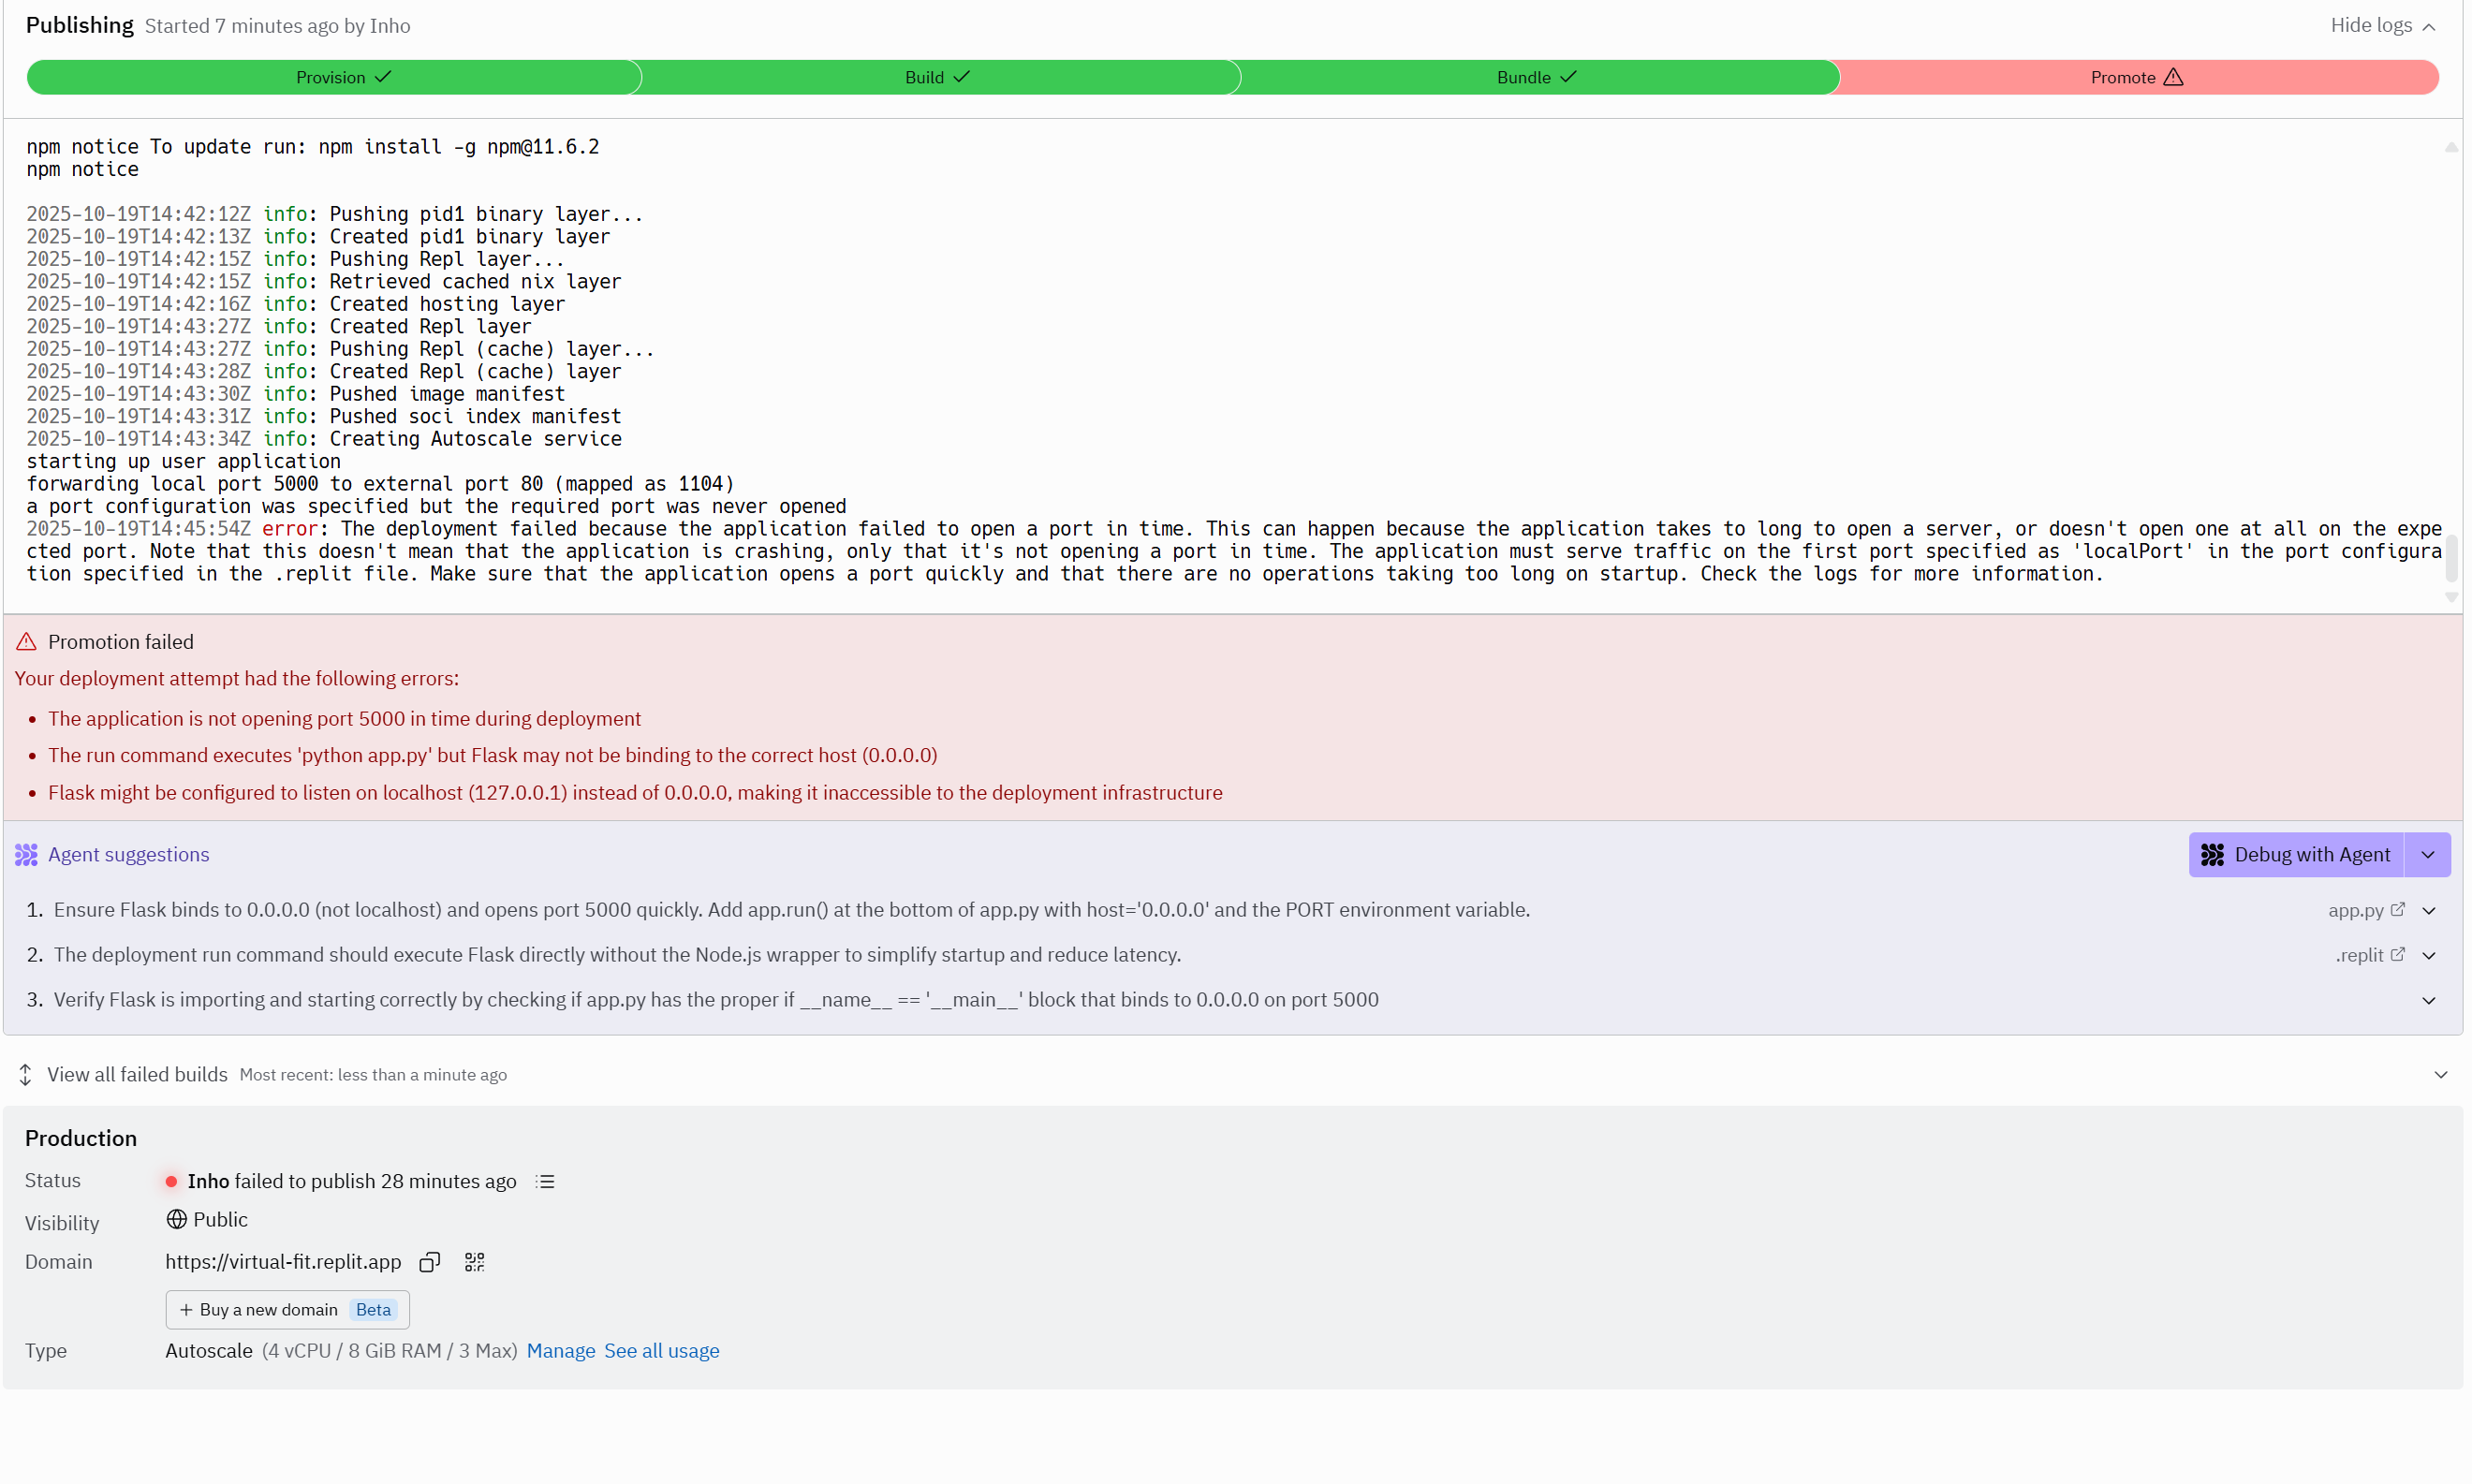 Publishing Started 7 minutes ago by Inho Hide logs
Provision Build Bundle Promote
npm notice To update run: npm install -g npm@11.6.2
npm notice
2025-10-19T14:42:12Z info: Pushing pid1 binary layer...
2025-10-19T14:42:13Z info: Created pid1 binary layer
2025-10-19T14:42:15Z info: Pushing Repl layer...
2025-10-19T14:42:15Z info: Retrieved cached nix layer
2025-10-19T14:42:16Z info: Created hosting layer
2025-10-19T14:43:27Z info: Created Repl layer
2025-10-19T14:43:27Z info: Pushing Repl (cache) layer...
2025-10-19T14:43:28Z info: Created Repl (cache) layer
2025-10-19T14:43:30Z info: Pushed image manifest
2025-10-19T14:43:31Z info: Pushed soci index manifest
2025-10-19T14:43:34Z info: Creating Autoscale service
starting up user application
forwarding local port 5000 to external port 80 (mapped as 1104)
a port configuration was specified but the required port was never opened
2025-10-19T14:45:54Z error: The deployment failed because the application failed to open a port in time. This can happen because the application takes to long to open a server, or doesn't open one at all on the expe
cted port. Note that this doesn't mean that the application is crashing, only that it's not opening a port in time. The application must serve traffic on the first port specified as 'localPort' in the port configura
tion specified in the .replit file. Make sure that the application opens a port quickly and that there are no operations taking too long on startup. Check the logs for more information.
Promotion failed
Your deployment attempt had the following errors:
• The application is not opening port 5000 in time during deployment
• The run command executes 'python app.py' but Flask may not be binding to the correct host (0.0.0.0)
• Flask might be configured to listen on localhost (127.0.0.1) instead of 0.0.0.0, making it inaccessible to the deployment infrastructure
Agent suggestions Debug with Agent
1. Ensure Flask binds to 0.0.0.0 (not localhost) and opens port 5000 quickly. Add app.run() at the bottom of app.py with host='0.0.0.0' and the PORT environment variable. app.py
2. The deployment run command should execute Flask directly without the Node.js wrapper to simplify startup and reduce latency. .replit
3. Verify Flask is importing and starting correctly by checking if app.py has the proper if __name__ == '__main__' block that binds to 0.0.0.0 on port 5000
View all failed builds Most recent: less than a minute ago
Production
Status Inho failed to publish 28 minutes ago
Visibility Public
Domain https://virtual-fit.replit.app
+ Buy a new domain Beta
Type Autoscale (4 vCPU / 8 GiB RAM / 3 Max) Manage See all usage